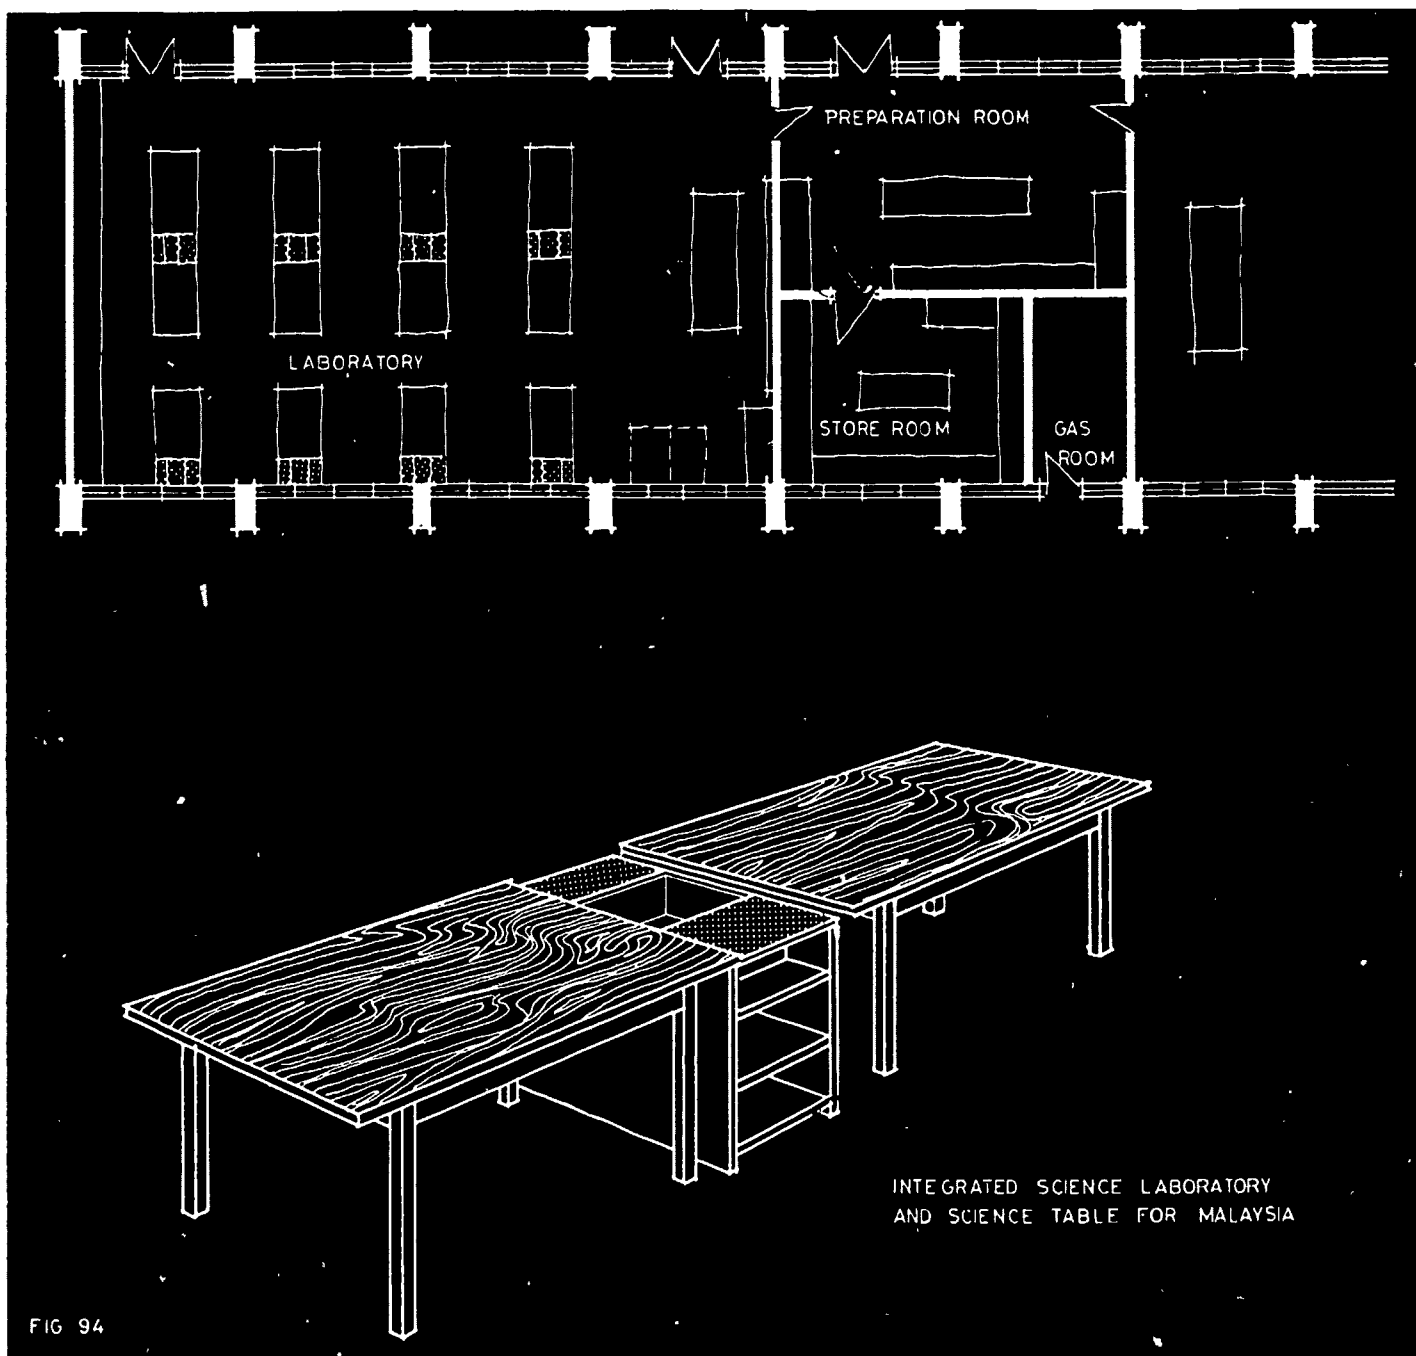 PREPARATION ROOM
LABORATORY
STORE ROOM
GAS
ROOM
INTEGRATED SCIENCE LABORATORY
AND SCIENCE TABLE FOR MALAYSIA
FIG 94